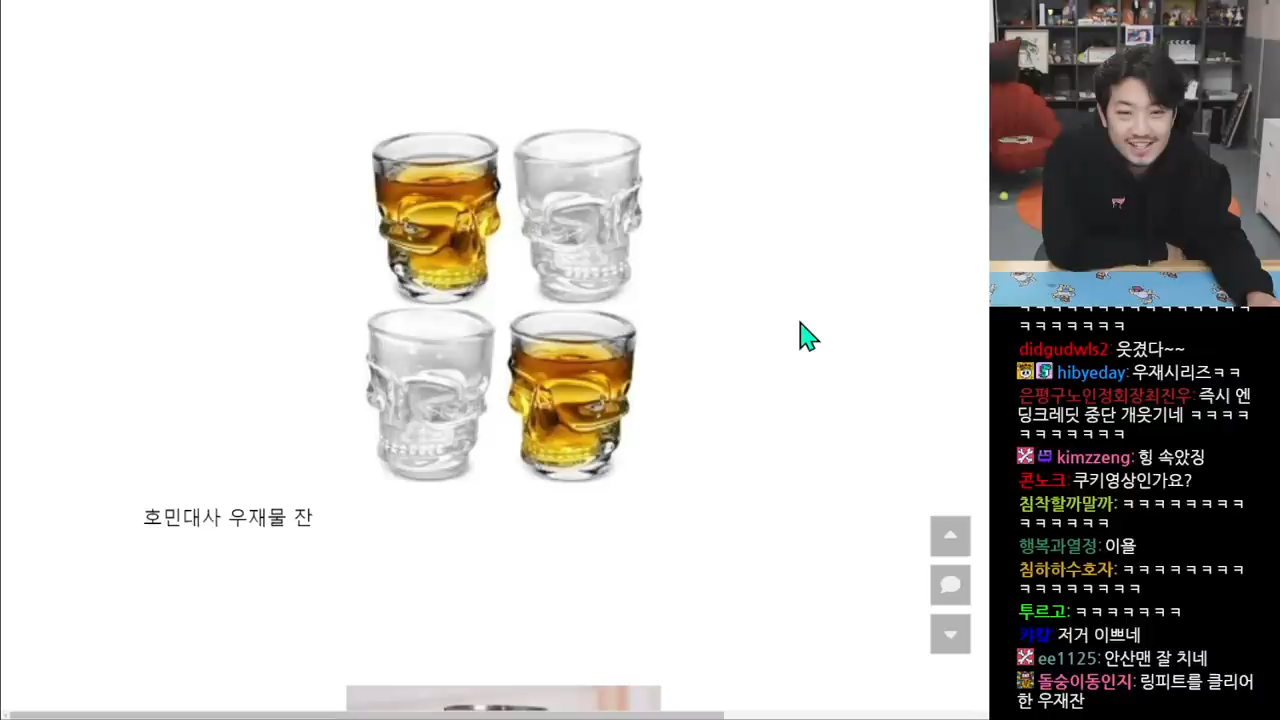 호민대사 우재물 잔
ㅋㅋㅋㅋㅋㅋㅋ
didgudwls2: 웃겼다~~
hibyeday: 우재시리즈ㅋㅋ
은평구노인정회장최진우: 즉시 엔
딩크레딧 중단 개웃기네 ㅋㅋㅋㅋ
ㅋㅋㅋㅋㅋㅋㅋ
kimzzeng: 힝 속았징
콘노크: 쿠키영상인가요?
침착할까말까: ㅋㅋㅋㅋㅋㅋㅋㅋ
ㅋㅋㅋㅋㅋㅋ
행복과열정: 이욜
침하하수호자: ㅋㅋㅋㅋㅋㅋㅋㅋ
ㅋㅋㅋㅋㅋㅋㅋㅋ
투르고: ㅋㅋㅋㅋㅋㅋㅋ
저거 이쁘네
ee1125: 안산맨 잘 치네
돌숭이동인지: 링피트를 클리어
한 우재잔